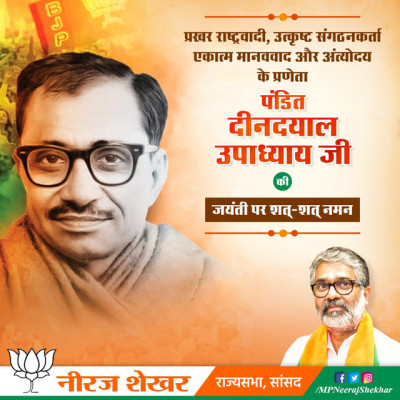 BJP
प्रखर राष्ट्रवादी, उत्कृष्ट संगठनकर्ता
एकात्म मानववाद और अंत्योदय
के प्रणेता
पंडित
दीनदयाल
उपाध्याय जी
की
जयंती पर शत्-शत् नमन
नीरज शेखर
राज्यसभा, सांसद
/MPNeerajShekhar